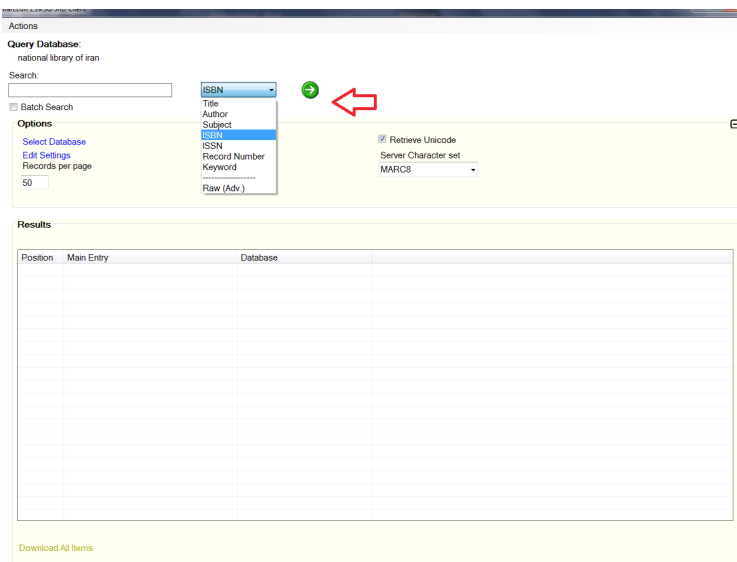 Actions
Query Database:
national library of iran
Search:
ISBN
Batch Search
Title
Author
Subject
ISBN
ISSN
Record Number
Keyword
------------------
Raw (Adv.)
Options
Select Database
Edit Settings
Records per page
50
Retrieve Unicode
Server Character set
MARC8
Results
Position Main Entry Database
Download All Items